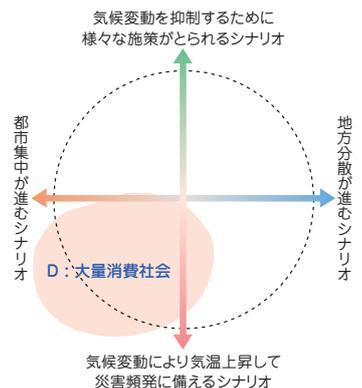 気候変動を抑制するために
様々な施策がとられるシナリオ
都市集中が進むシナリオ
地方分散が進むシナリオ
D：大量消費社会
気候変動により気温上昇して
災害頻発に備えるシナリオ